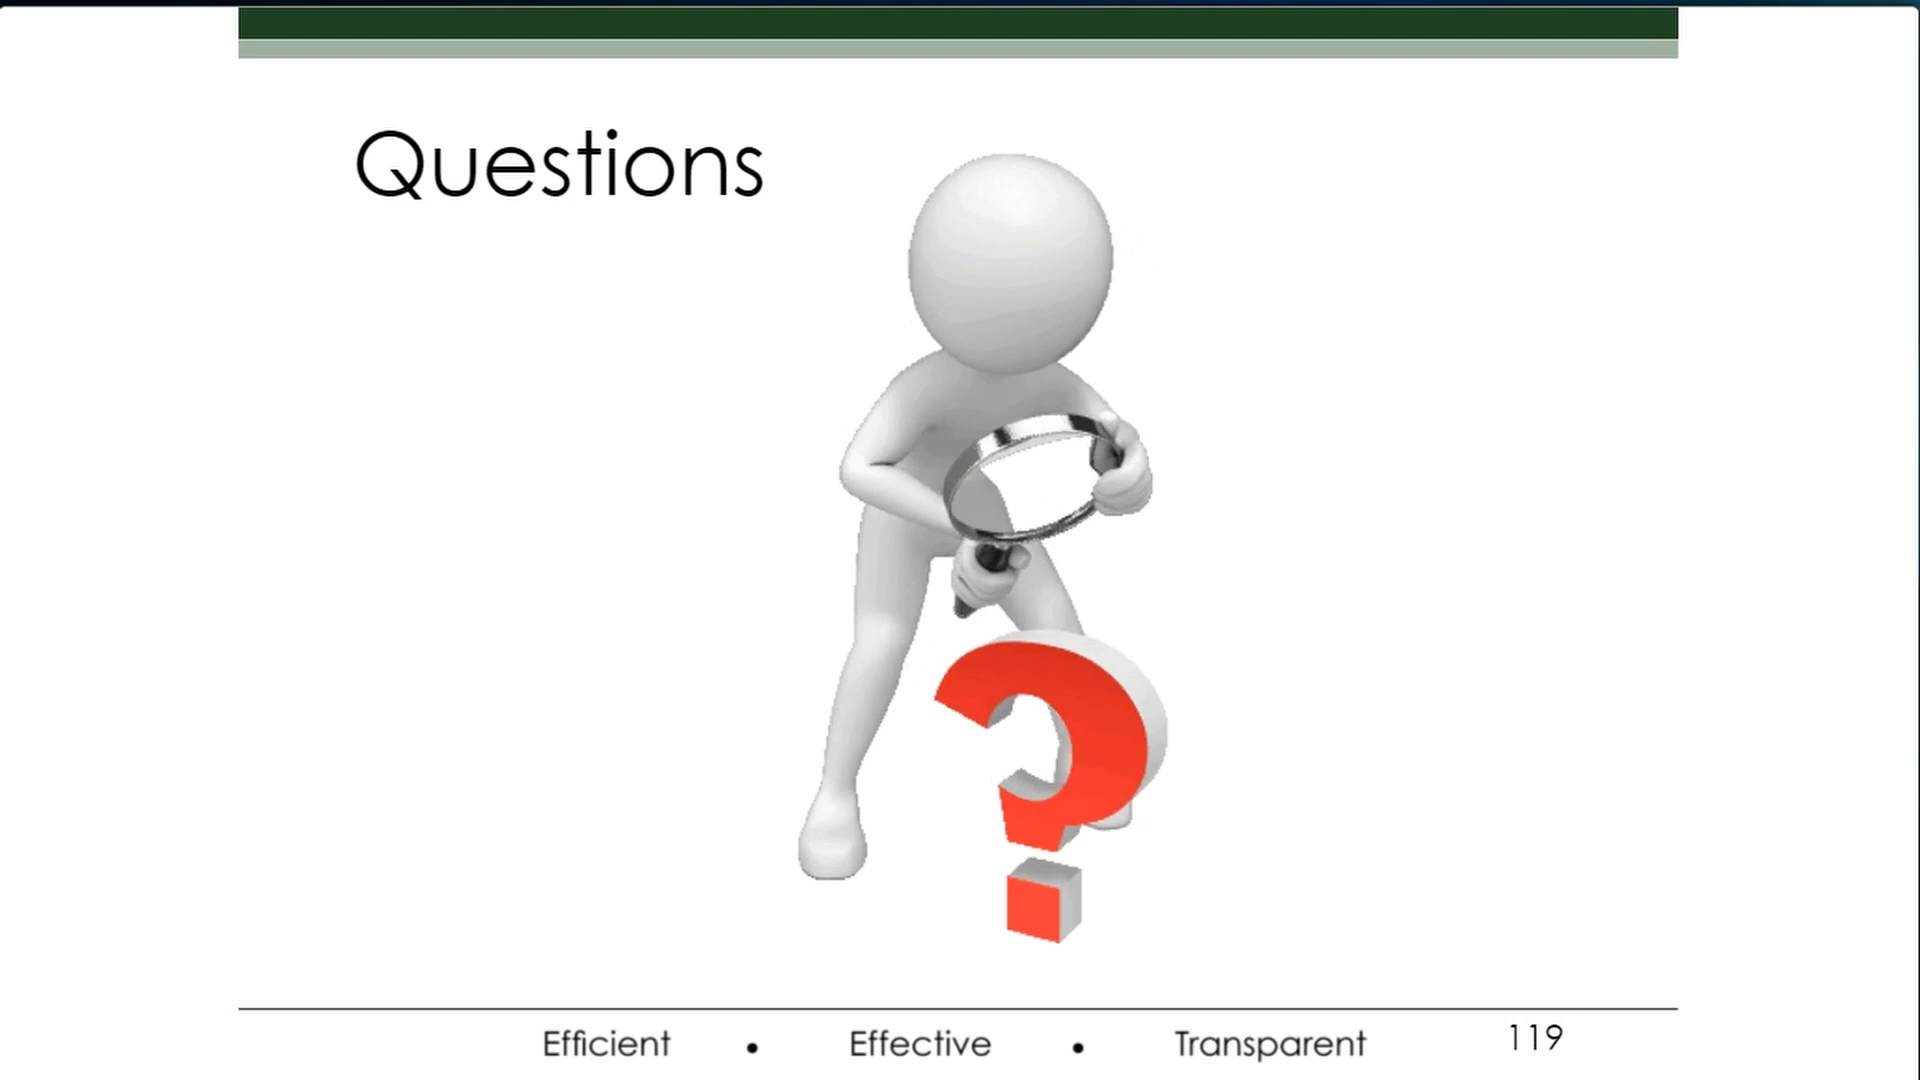 Questions
Efficient • Effective • Transparent 119